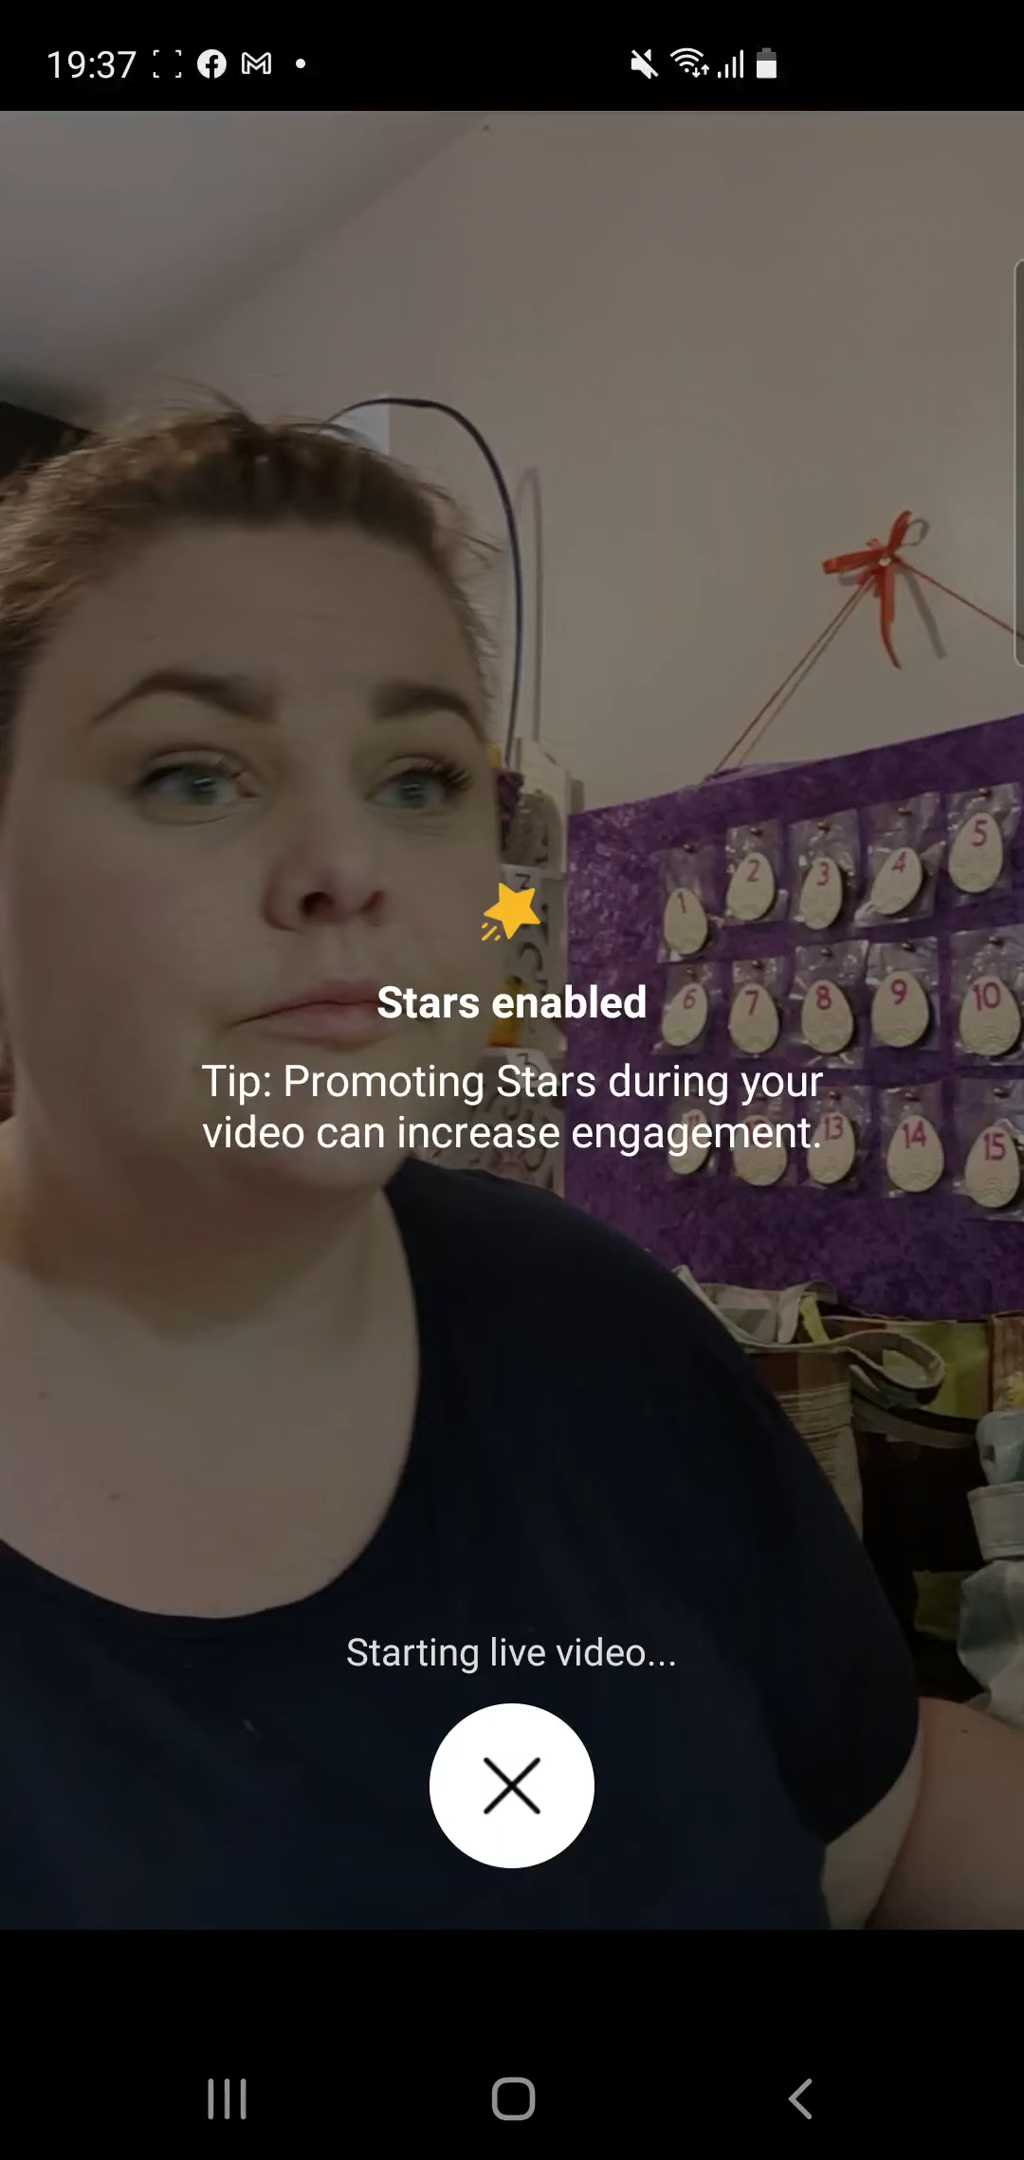 19:37
Stars enabled
Tip: Promoting Stars during your
video can increase engagement.
1 2 3 4 5
6 7 8 9 10
13 14 15
Starting live video...